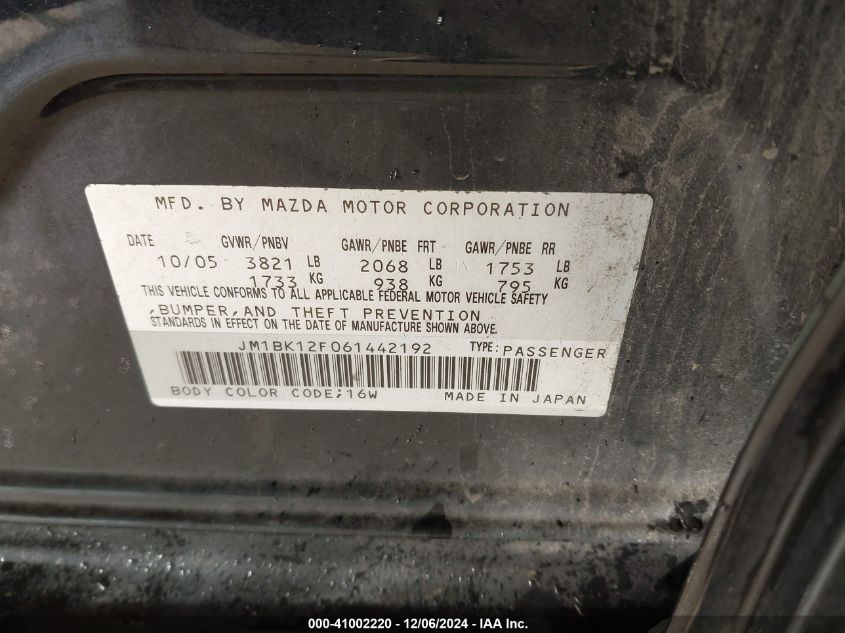 MFD. BY MAZDA MOTOR CORPORATION
DATE GVWR/PNBV GAWR/PNBE FRT GAWR/PNBE RR
10/05 3821 LB 2068 LB 1753 LB
1733 KG 938 KG 795 KG
THIS VEHICLE CONFORMS TO ALL APPLICABLE FEDERAL MOTOR VEHICLE SAFETY
,BUMPER,AND THEFT PREVENTION
STANDARDS IN EFFECT ON THE DATE OF MANUFACTURE SHOWN ABOVE.
JM1BK12F061442192 TYPE:PASSENGER
BODY COLOR CODE;16W MADE IN JAPAN
000-41002220 - 12/06/2024 - IAA Inc.